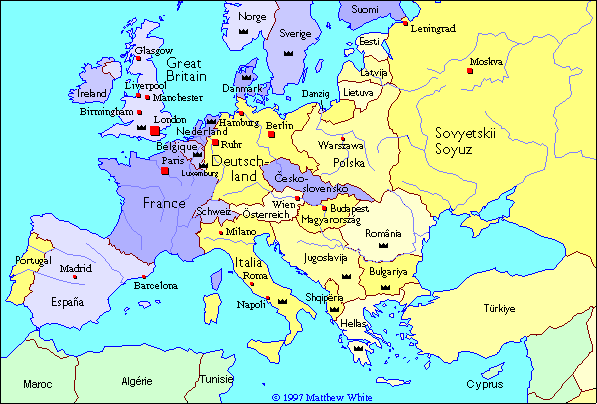 Norge
Suomi
Sverige
Leningrad
Eesti
Glasgow
Great
Britain
Moskva
Latvija
Ireland
Liverpool
Manchester
Danmark
Danzig
Lietuva
Birmingham
London
Hamburg
Berlin
Nederland
Sovyetskii
Soyuz
Belgique
Ruhr
Warszawa
Polska
Paris
Luxemburg
Deutsch-
land
Česko-
slovensko
France
Schweiz
Wien
Österreich
Budapest
Magyarország
Milano
România
Portugal
Madrid
Italia
Jugoslavija
Barcelona
Roma
Bulgariya
España
Napoli
Shqipëra
Hellas
Türkiye
Maroc
Algérie
Tunisie
Cyprus
© 1997 Matthew White